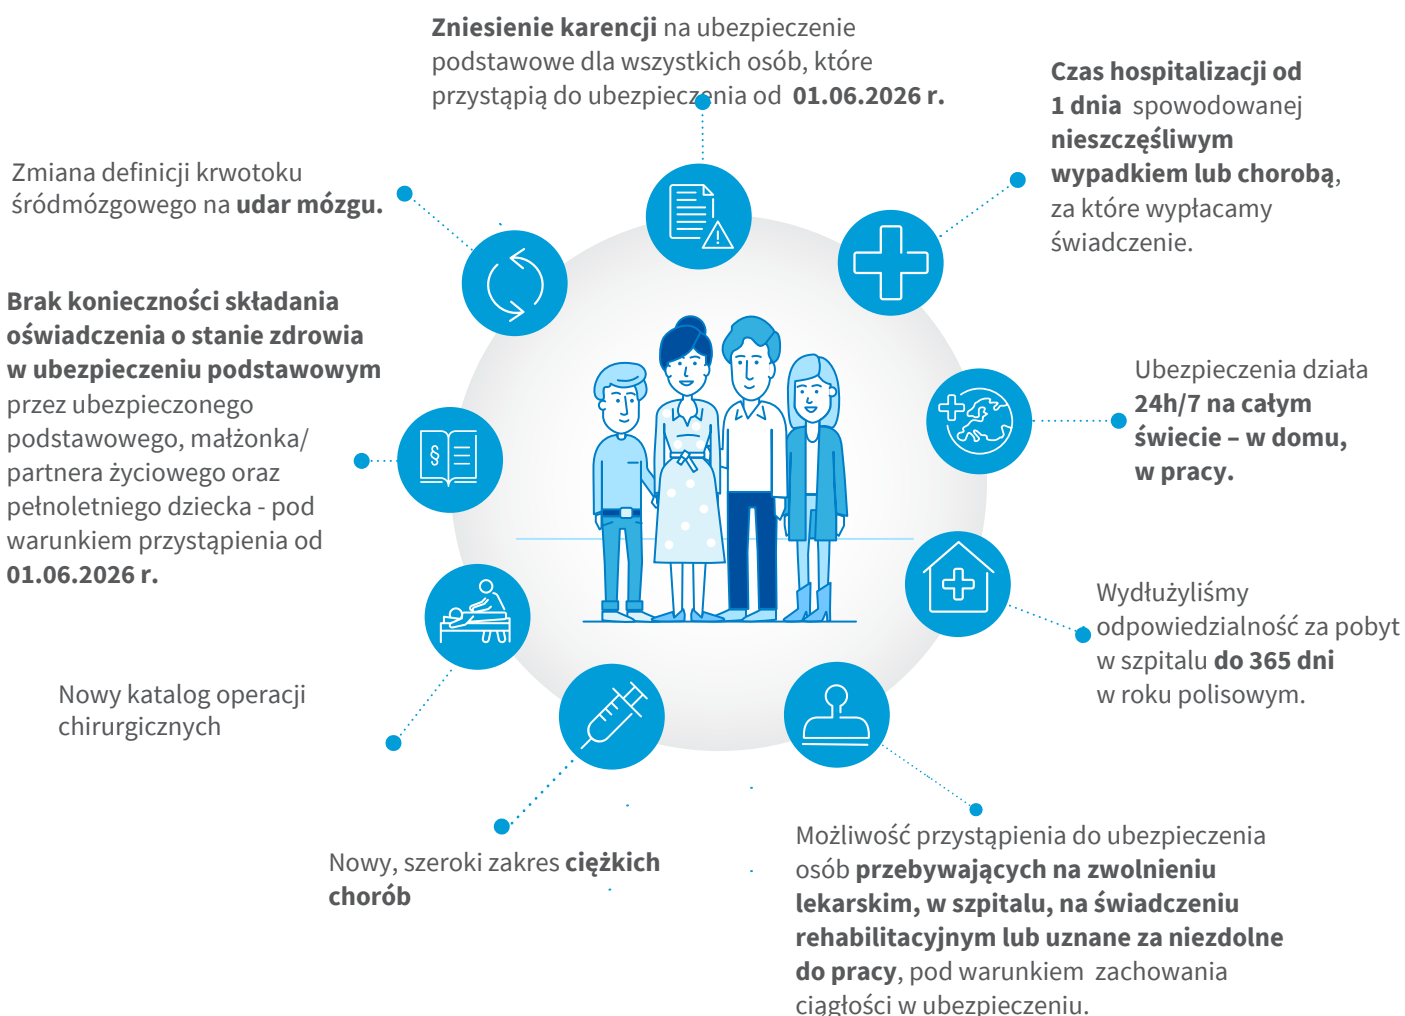 Zniesienie karencji na ubezpieczenie
podstawowe dla wszystkich osób, które
przystąpią do ubezpieczenia od 01.06.2026 r.
Czas hospitalizacji od
1 dnia spowodowanej
nieszczęśliwym
wypadkiem lub chorobą,
za które wypłacamy
świadczenie.
Zmiana definicji krwotoku
śródmózgowego na udar mózgu.
Brak konieczności składania
oświadczenia o stanie zdrowia
w ubezpieczeniu podstawowym
przez ubezpieczonego
podstawowego, małżonka/
partnera życiowego oraz
pełnoletniego dziecka - pod
warunkiem przystąpienia od
01.06.2026 r.
§
Ubezpieczenia działa
24h/7 na całym
świecie – w domu,
w pracy.
Wydłużyliśmy
odpowiedzialność za pobyt
w szpitalu do 365 dni
w roku polisowym.
Nowy katalog operacji
chirurgicznych
Nowy, szeroki zakres ciężkich
chorób
Możliwość przystąpienia do ubezpieczenia
osób przebywających na zwolnieniu
lekarskim, w szpitalu, na świadczeniu
rehabilitacyjnym lub uznane za niezdolne
do pracy, pod warunkiem zachowania
ciągłości w ubezpieczeniu.